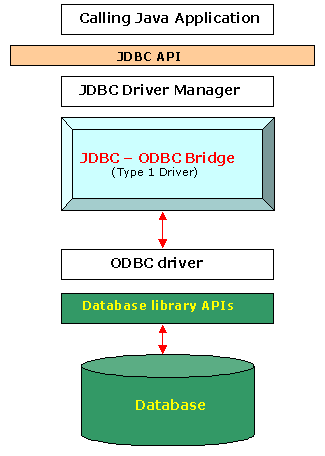 Calling Java Application
JDBC API
JDBC Driver Manager
JDBC – ODBC Bridge
(Type 1 Driver)
ODBC driver
Database library APIs
Database